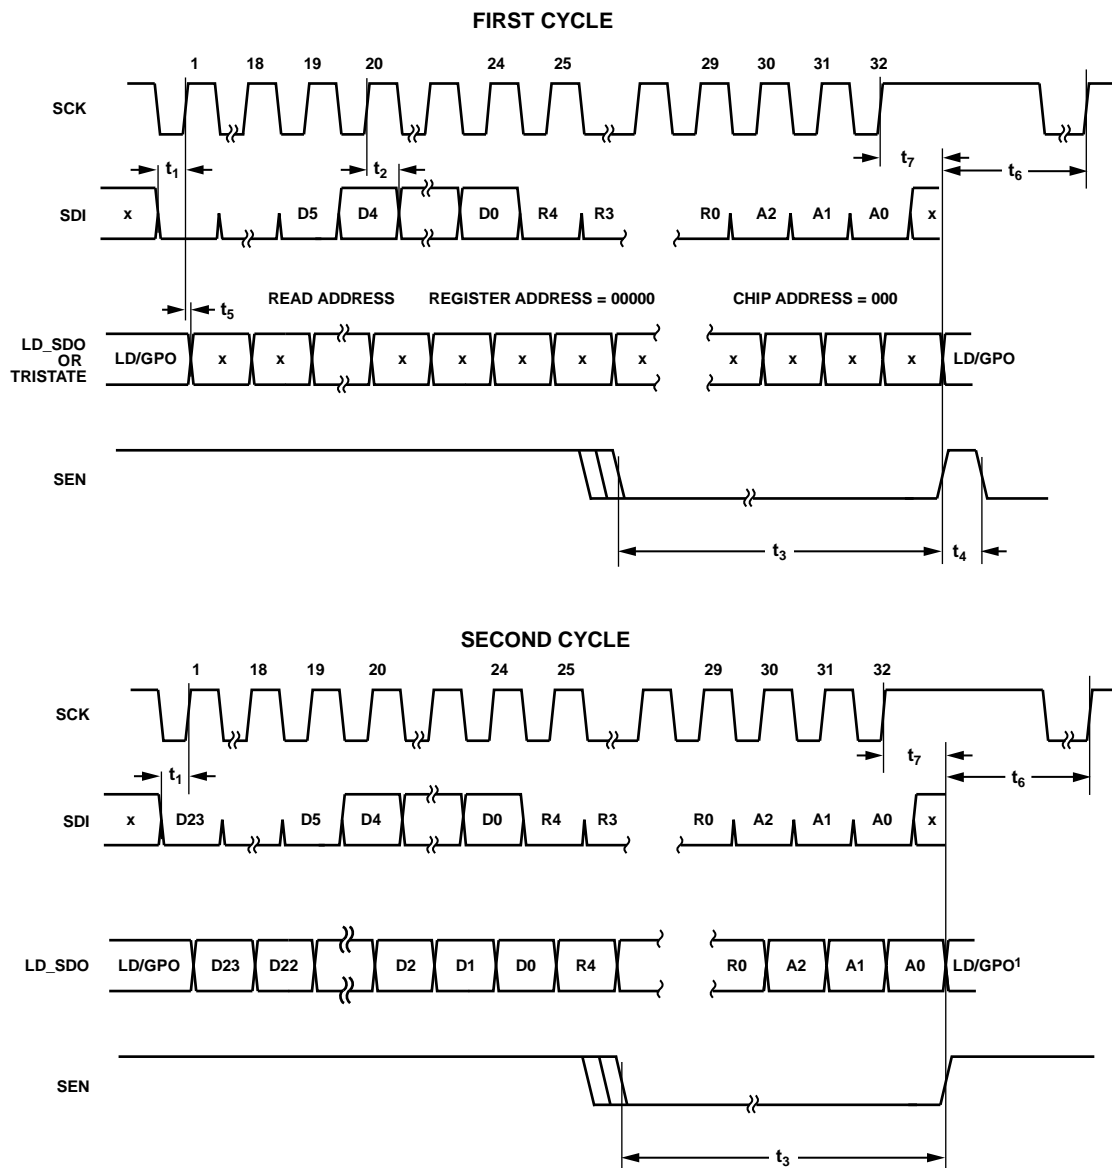 FIRST CYCLE
1 18 19 20 24 25 29 30 31 32
SCK
t1 t2 t7 t6
SDI x D5 D4 D0 R4 R3 R0 A2 A1 A0 x
READ ADDRESS REGISTER ADDRESS = 00000 CHIP ADDRESS = 000
t5
LD_SDO
OR
TRISTATE
LD/GPO x x x x x x x x x x x LD/GPO
SEN
t3 t4
SECOND CYCLE
1 18 19 20 24 25 29 30 31 32
SCK
t1 t7 t6
SDI x D23 D5 D4 D0 R4 R3 R0 A2 A1 A0 x
LD_SDO LD/GPO D23 D22 D2 D1 D0 R4 R0 A2 A1 A0 LD/GPO1
SEN
t3